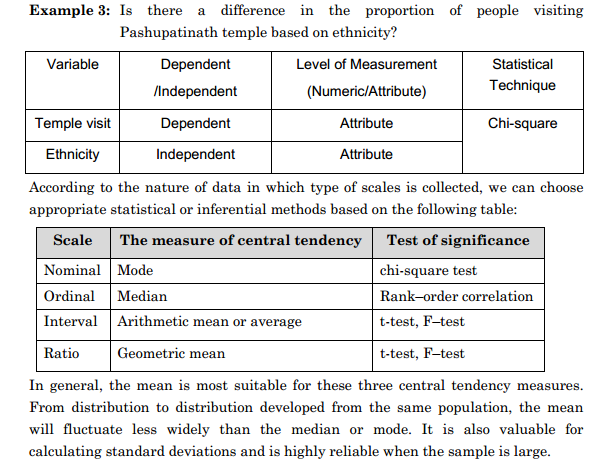 Example 3: Is there a difference in the proportion of people visiting
Pashupatinath temple based on ethnicity?
Variable Dependent /Independent Level of Measurement (Numeric/Attribute) Statistical Technique
Temple visit Dependent Attribute Chi-square
Ethnicity Independent Attribute
According to the nature of data in which type of scales is collected, we can choose
appropriate statistical or inferential methods based on the following table:
Scale The measure of central tendency Test of significance
Nominal Mode chi-square test
Ordinal Median Rank–order correlation
Interval Arithmetic mean or average t-test, F–test
Ratio Geometric mean t-test, F–test
In general, the mean is most suitable for these three central tendency measures.
From distribution to distribution developed from the same population, the mean
will fluctuate less widely than the median or mode. It is also valuable for
calculating standard deviations and is highly reliable when the sample is large.